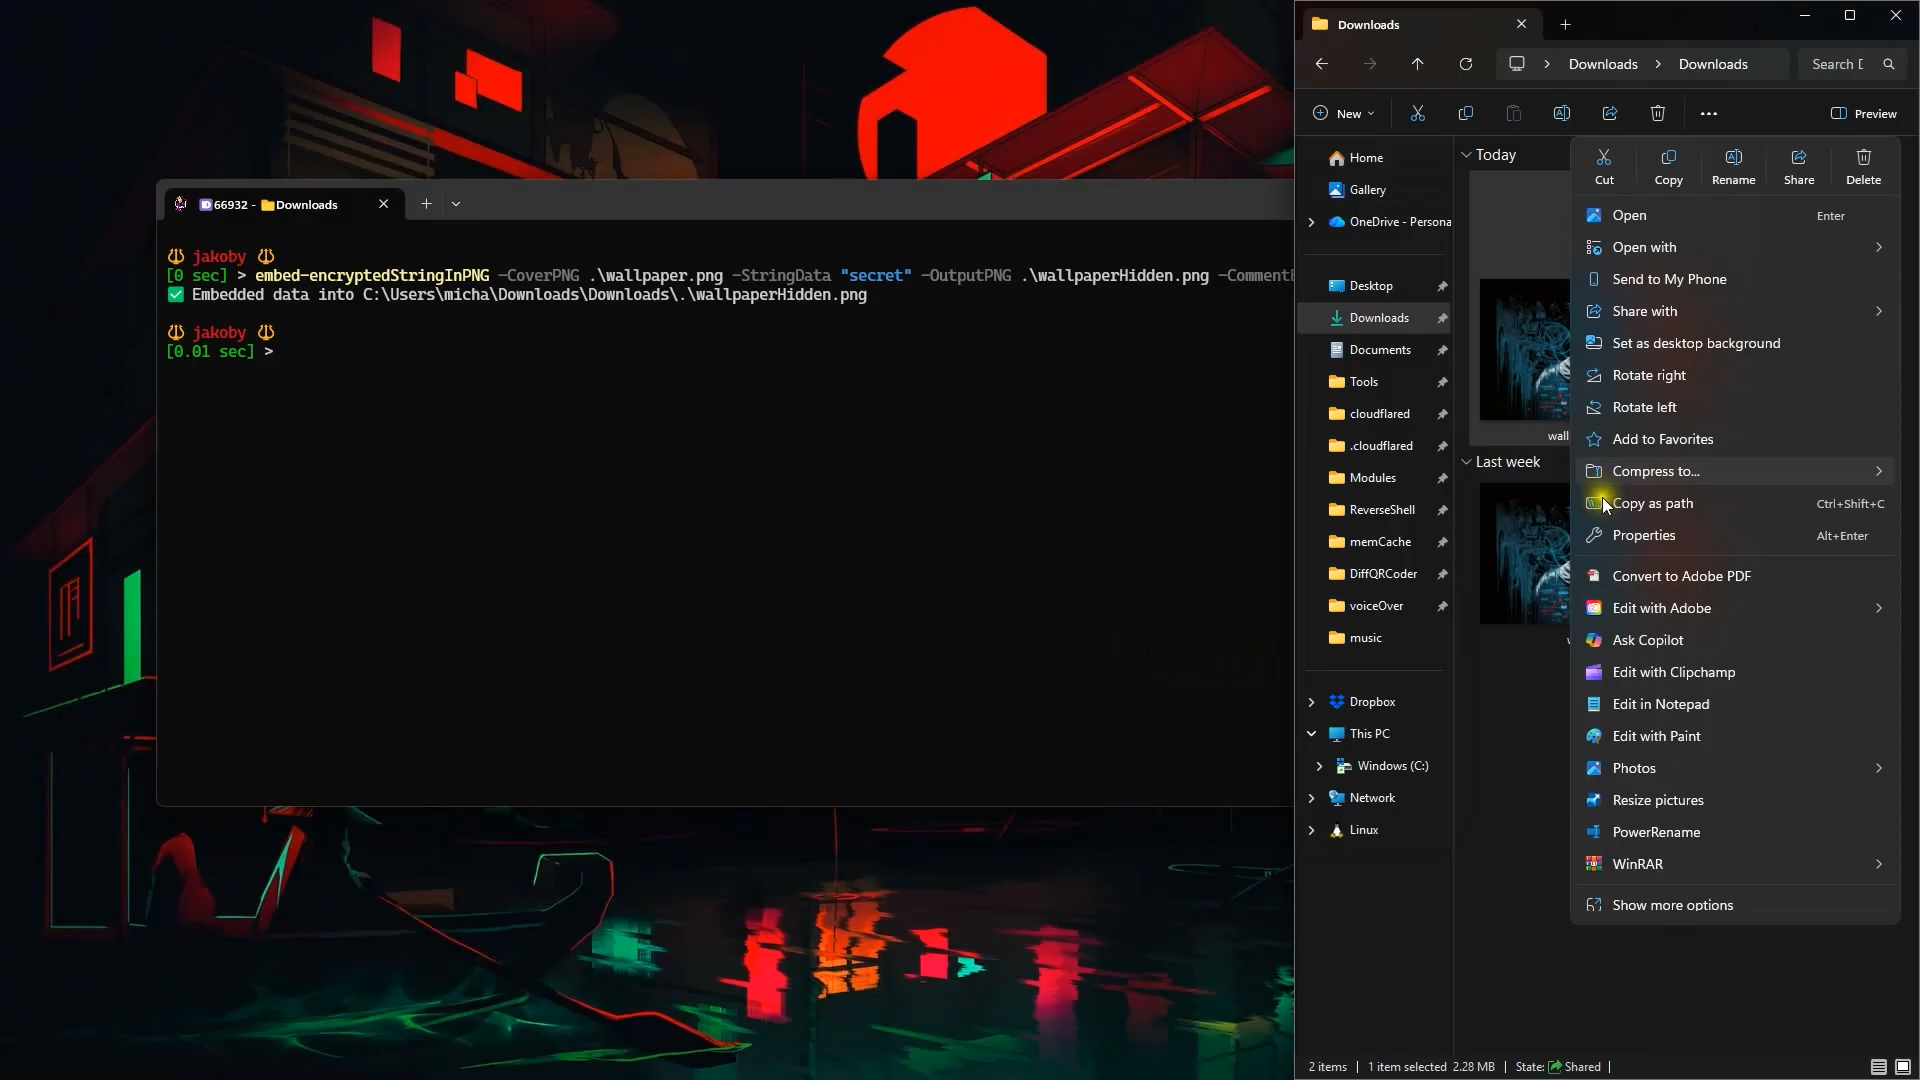 66932 - Downloads
jakoby
[0 sec] > embed-encryptedStringInPNG -CoverPNG .\wallpaper.png -StringData "secret" -OutputPNG .\wallpaperHidden.png -Comment
Embedded data into C:\Users\micha\Downloads\Downloads\.\wallpaperHidden.png
jakoby
[0.01 sec] >
Downloads
Downloads > Downloads
Search
New
Preview
Home
Gallery
OneDrive - Persona
Desktop
Downloads
Documents
Tools
cloudflared
.cloudflared
Modules
ReverseShell
memCache
DiffQRCoder
voiceOver
music
Dropbox
This PC
Windows (C:)
Network
Linux
Today
wall
Last week
Cut Copy Rename Share Delete
Open Enter
Open with
Send to My Phone
Share with
Set as desktop background
Rotate right
Rotate left
Add to Favorites
Compress to...
Copy as path Ctrl+Shift+C
Properties Alt+Enter
Convert to Adobe PDF
Edit with Adobe
Ask Copilot
Edit with Clipchamp
Edit in Notepad
Edit with Paint
Photos
Resize pictures
PowerRename
WinRAR
Show more options
2 items | 1 item selected 2.28 MB | State: Shared |